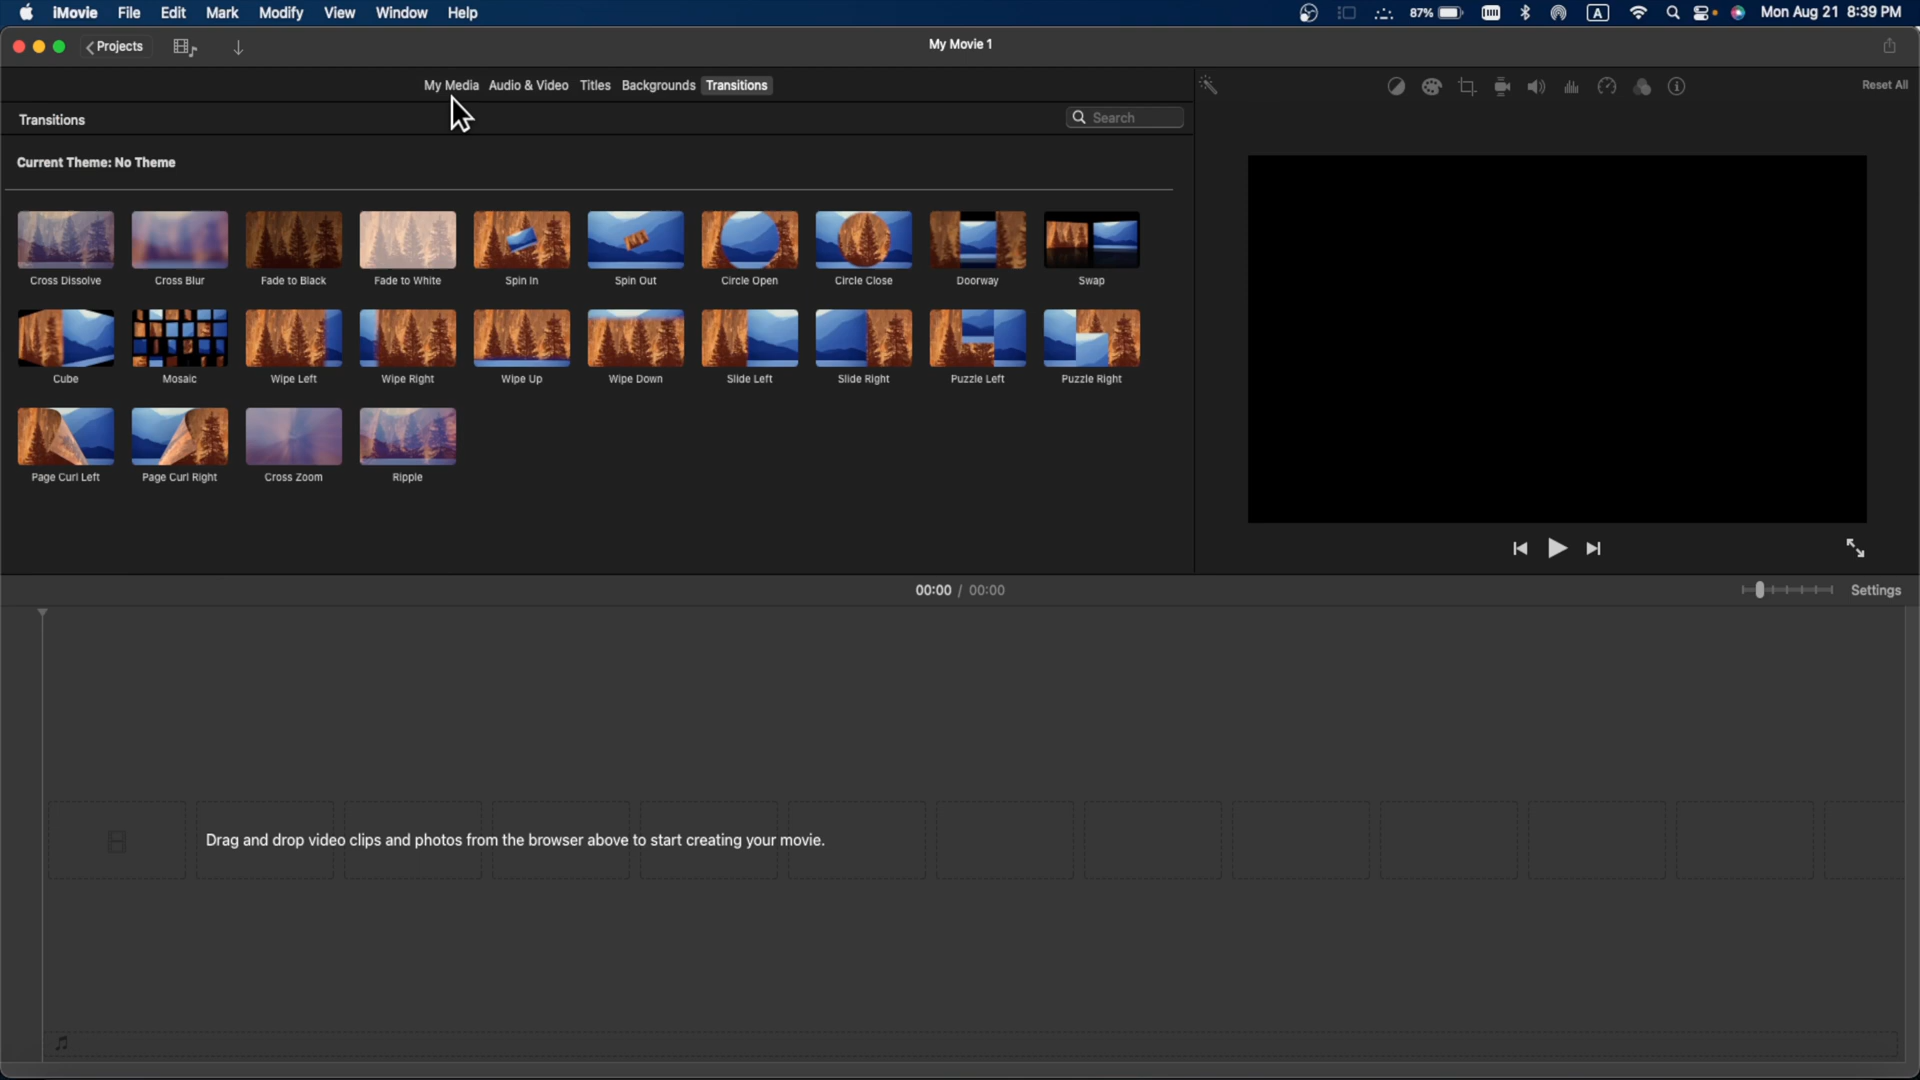 iMovie File Edit Mark Modify View Window Help 87% A Mon Aug 21 8:39 PM
Projects My Movie 1
My Media Audio & Video Titles Backgrounds Transitions Reset All
Transitions Search
Current Theme: No Theme
Cross Dissolve Cross Blur Fade to Black Fade to White Spin In Spin Out Circle Open Circle Close Doorway Swap
Cube Mosaic Wipe Left Wipe Right Wipe Up Wipe Down Slide Left Slide Right Puzzle Left Puzzle Right
Page Curl Left Page Curl Right Cross Zoom Ripple
00:00 / 00:00 Settings
Drag and drop video clips and photos from the browser above to start creating your movie.